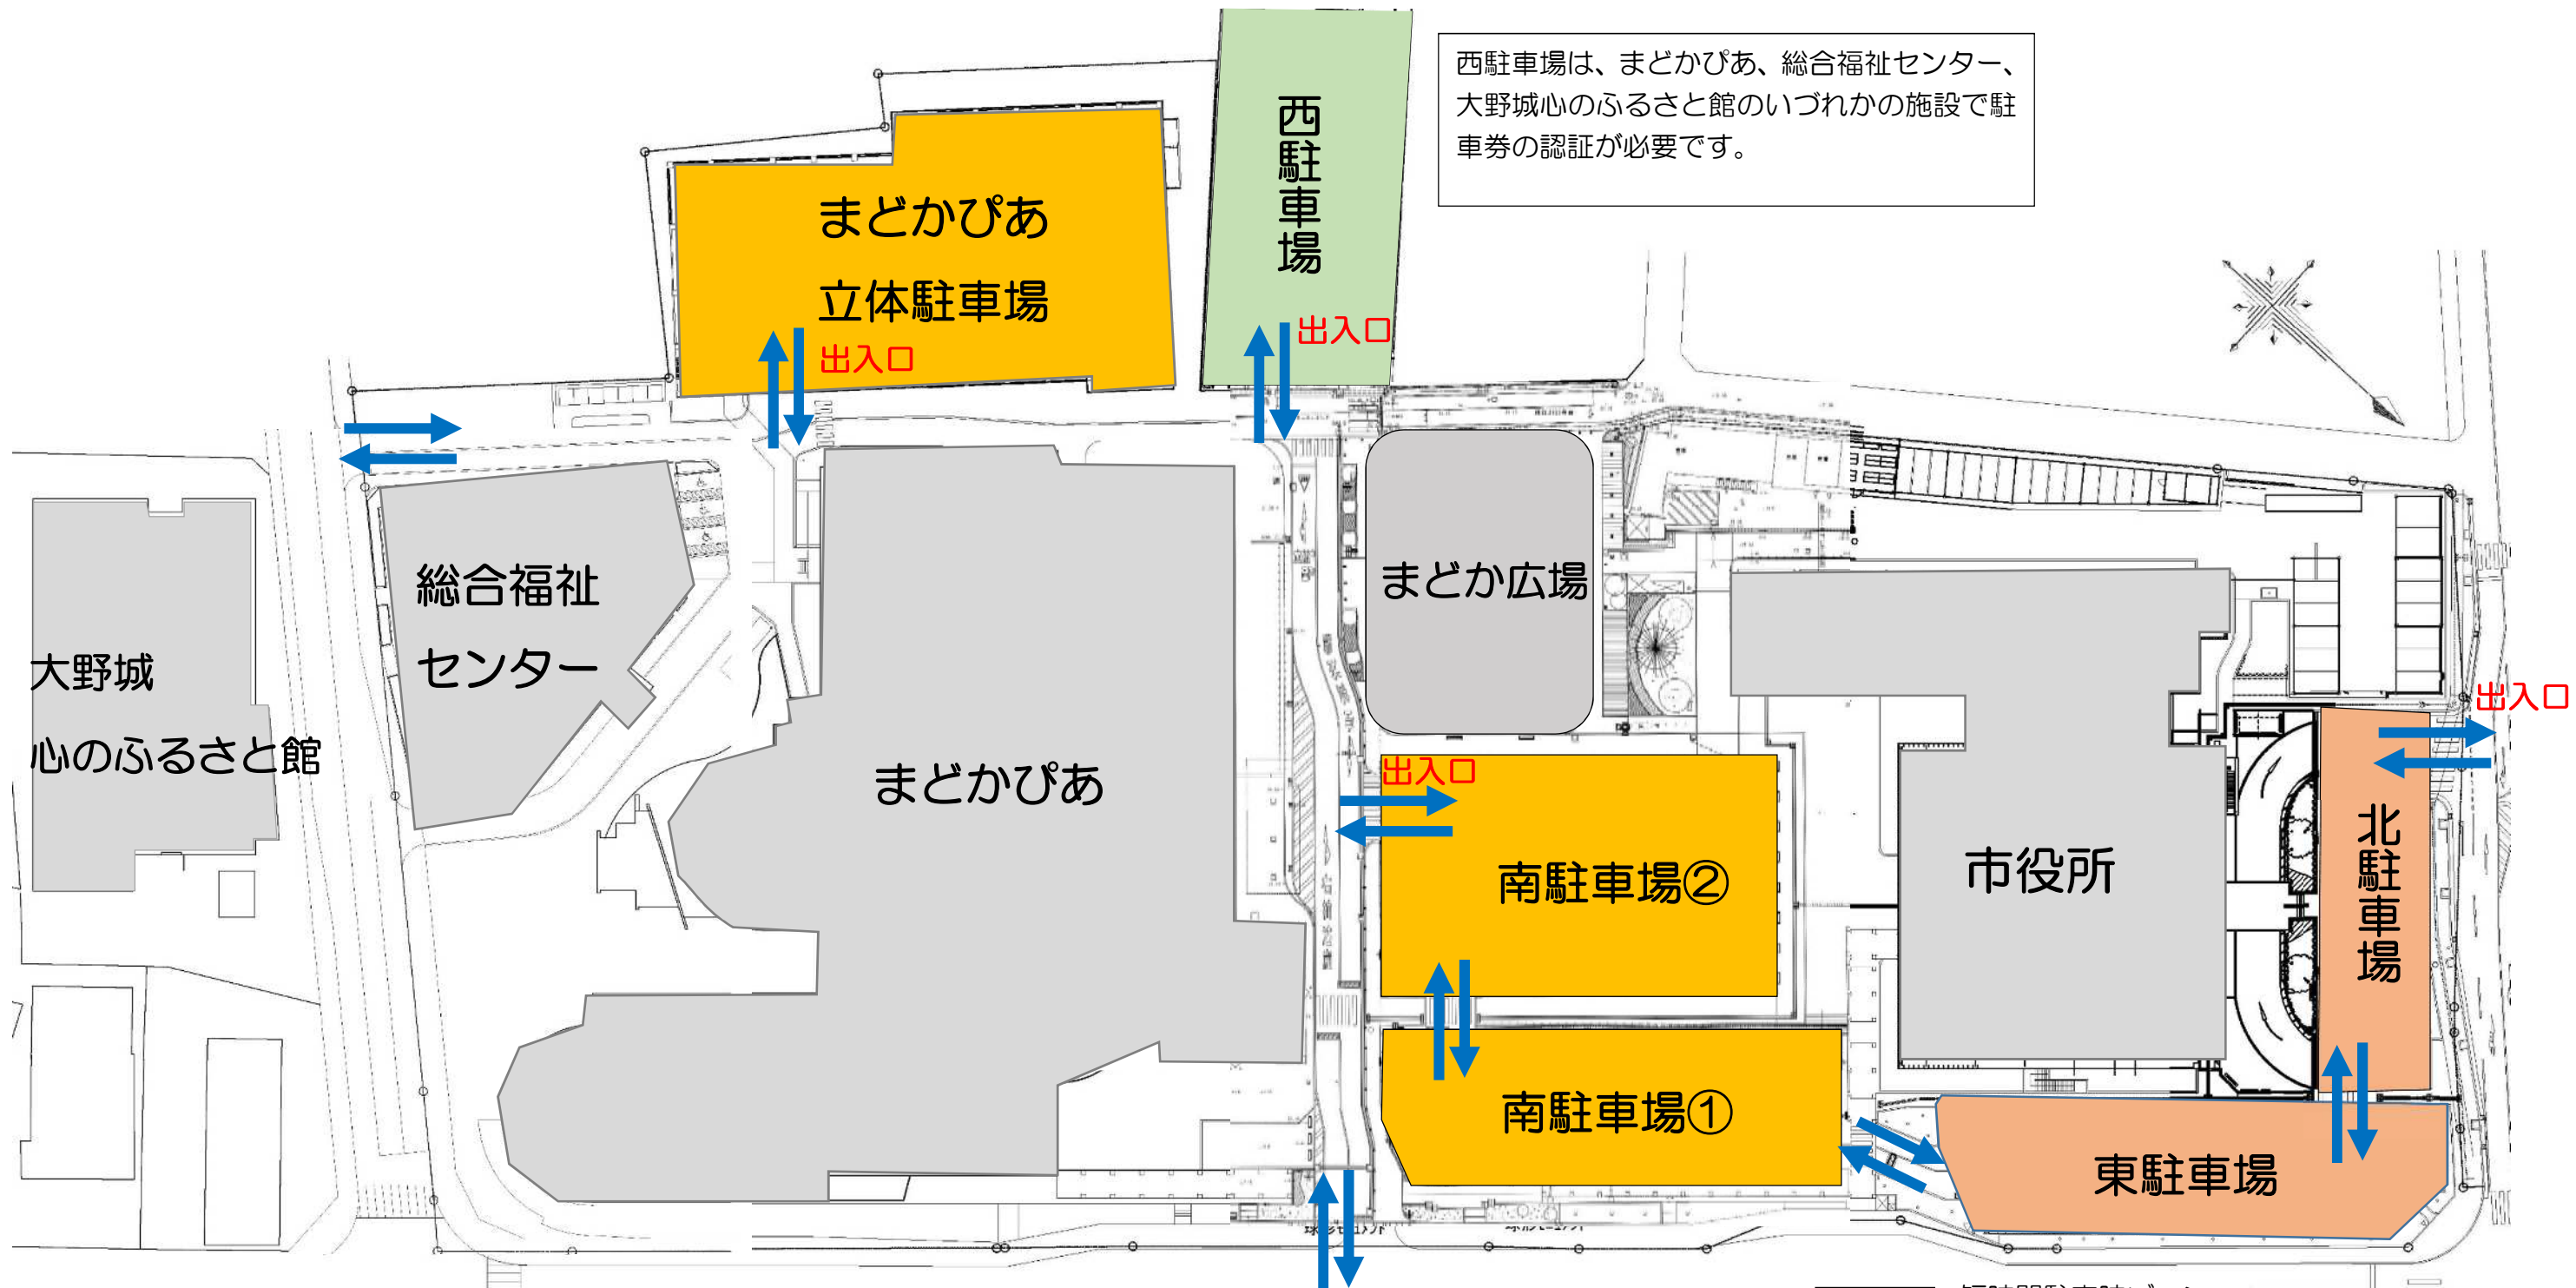 西駐車場は、まどかぴあ、総合福祉センター、
大野城心のふるさと館のいづれかの施設で駐
車券の認証が必要です。
西駐車場
出入口
まどかぴあ
立体駐車場
出入口
総合福祉
センター
大野城
心のふるさと館
まどかぴあ
まどか広場
出入口
南駐車場②
南駐車場①
市役所
出入口
北駐車場
東駐車場